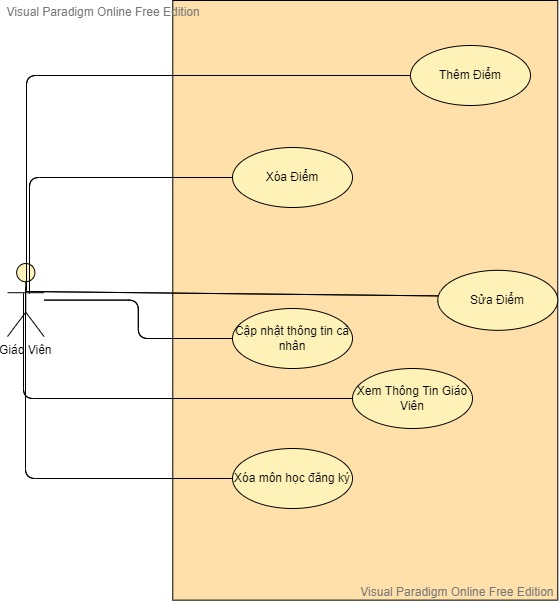 Visual Paradigm Online Free Edition
Thêm Điểm
Xóa Điểm
Sửa Điểm
Cập nhật thông tin cá
nhân
Giáo Viên
Xem Thông Tin Giáo
Viên
Xóa môn học đăng ký
Visual Paradigm Online Free Edition